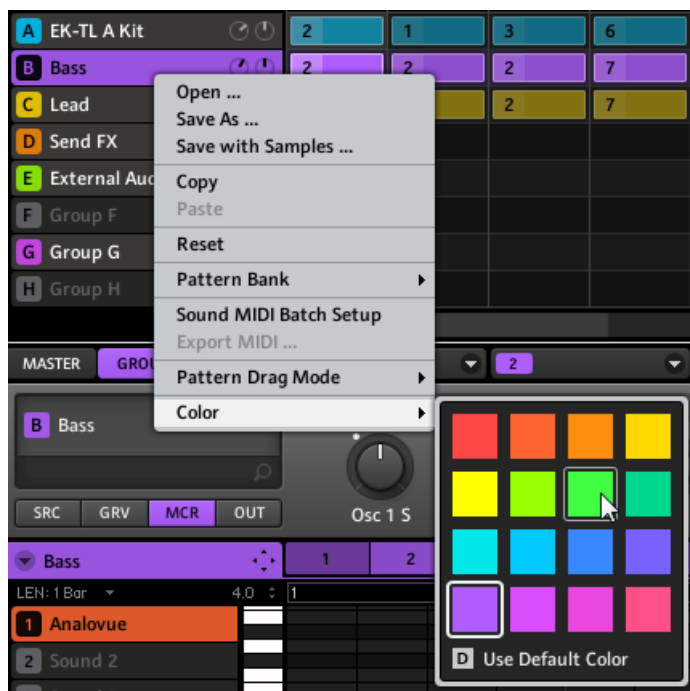 A EK-TL A Kit 2 1 3 6
B Bass 2 2 2 7
C Lead 2 7
D Send FX
E External Aud
F Group F
G Group G
H Group H
Open ...
Save As ...
Save with Samples ...
Copy
Paste
Reset
Pattern Bank
Sound MIDI Batch Setup
Export MIDI ...
Pattern Drag Mode
Color
MASTER GROU 2
B Bass
SRC GRV MCR OUT
Osc 1 S
Bass 1 2
LEN: 1 Bar 4.0 1
1 Analovue
2 Sound 2
D Use Default Color